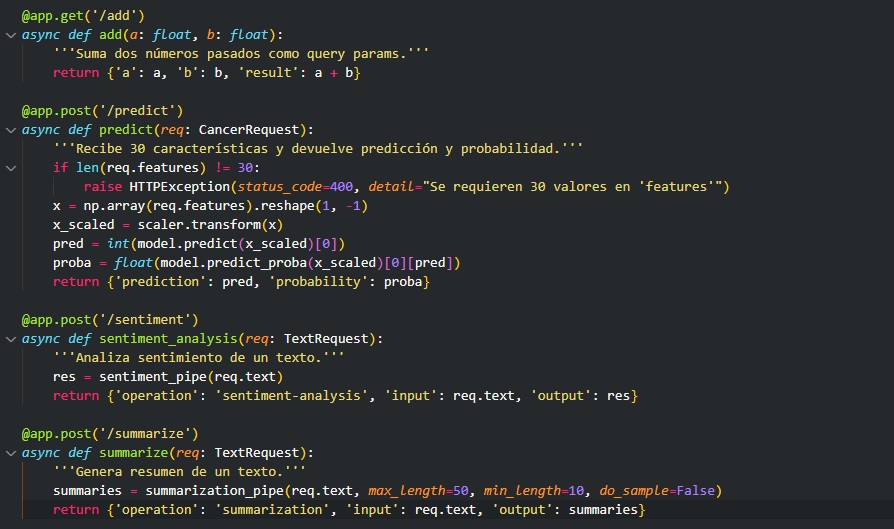 @app.get('/add')
async def add(a: float, b: float):
    '''Suma dos números pasados como query params.'''
    return {'a': a, 'b': b, 'result': a + b}

@app.post('/predict')
async def predict(req: CancerRequest):
    '''Recibe 30 características y devuelve predicción y probabilidad.'''
    if len(req.features) != 30:
        raise HTTPException(status_code=400, detail="Se requieren 30 valores en 'features'")
    x = np.array(req.features).reshape(1, -1)
    x_scaled = scaler.transform(x)
    pred = int(model.predict(x_scaled)[0])
    proba = float(model.predict_proba(x_scaled)[0][pred])
    return {'prediction': pred, 'probability': proba}

@app.post('/sentiment')
async def sentiment_analysis(req: TextRequest):
    '''Analiza sentimiento de un texto.'''
    res = sentiment_pipe(req.text)
    return {'operation': 'sentiment-analysis', 'input': req.text, 'output': res}

@app.post('/summarize')
async def summarize(req: TextRequest):
    '''Genera resumen de un texto.'''
    summaries = summarization_pipe(req.text, max_length=50, min_length=10, do_sample=False)
    return {'operation': 'summarization', 'input': req.text, 'output': summaries}